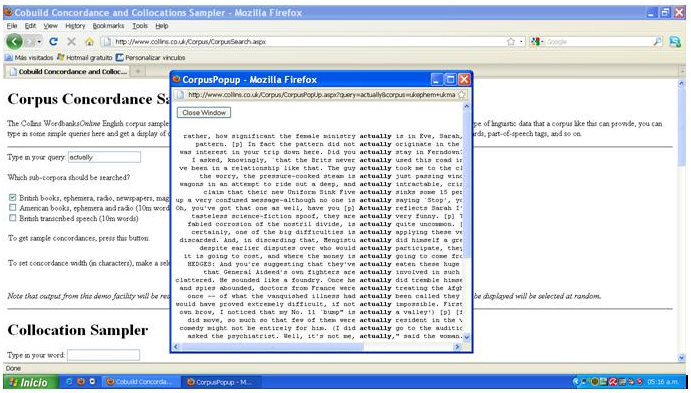 Cobuild Concordance and Collocations Sampler - Mozilla Firefox
File Edit View History Bookmarks Tools Help
http://www.collins.co.uk/Corpus/CorpusSearch.aspx
Google
Más visitados Hotmail gratuito Personalizar vínculos
Cobuild Concordance and Colloc...
Corpus Concordance Sa
The Collins WordbanksOnline English corpus sample
type in some simple queries here and get a display of c
pe of linguistic data that a corpus like this can provide, you can
rds, part-of-speech tags, and so on.
Type in your query: actually
Which sub-corpora should be searched?
British books, ephemera, radio, newspapers, mag
American books, ephemera and radio (10m word
British transcribed speech (10m words)
To get sample concordances, press this button:
To set concordance width (in characters), make a sele
Note that output from this demo facility will be res
be displayed will be selected at random.
Collocation Sampler
Type in your word:
Done
CorpusPopup - Mozilla Firefox
http://www.collins.co.uk/Corpus/CorpusPopUp.aspx?query=actually&corpus=ukephem+ukma
Close Window
rather, how significant the female ministry actually is in Eve, Sarah,
pattern. [p] In fact the pattern did not actually originate in the
was interest in your trip down here. Did you actually stay in Ferndown?
I asked, knowingly, `that the Brits never actually used this road in
've been in a relationship like that. The guy actually took me to the cl
the worry, the pressure-cooked steam is actually just passing wind
wagons in an attempt to ride out a deep, and actually intractable, cris
claim that their new Uniform Sink Five actually sinks some 15 per
up a very confused message-although no one is actually saying `Stop', yo
Oh, you've got that one as well, have you [p] actually reflects Sarah I'
tasteless science-fiction spoof, they are actually very funny. [p] T
fabled corrosion of the nostril divide, is actually quite uncommon. [
certainly, one of the big difficulties is actually applying these ve
discarded. And, in discarding that, Mengistu actually did himself a gre
despite earlier disputes over who would actually participate, they
it is going to cost, and where the money is actually going to come fro
HEDGES: And you're suggesting that they've actually eaten these huge
that General Aideed's own fighters are actually involved in such
clattered. He sounded like a foundry. Once he actually did tremble himse
and spies abounded, doctors from France were actually treating the Afgh
once -- of what the vanquished illness had actually been called they
would have proved extremely difficult, if not actually impossible. First
own brow, I noticed that my No. 11 `bump' is actually a valley!) [p] [
did move, so much so that few of them were actually resident in the v
comedy might not be entirely for him. (I did actually go to the auditio
asked the psychiatrist. Well, it's not me, actually," said the woman.
Inicio
Cobuild Concorda...
CorpusPopup - M...
05:16 a.m.